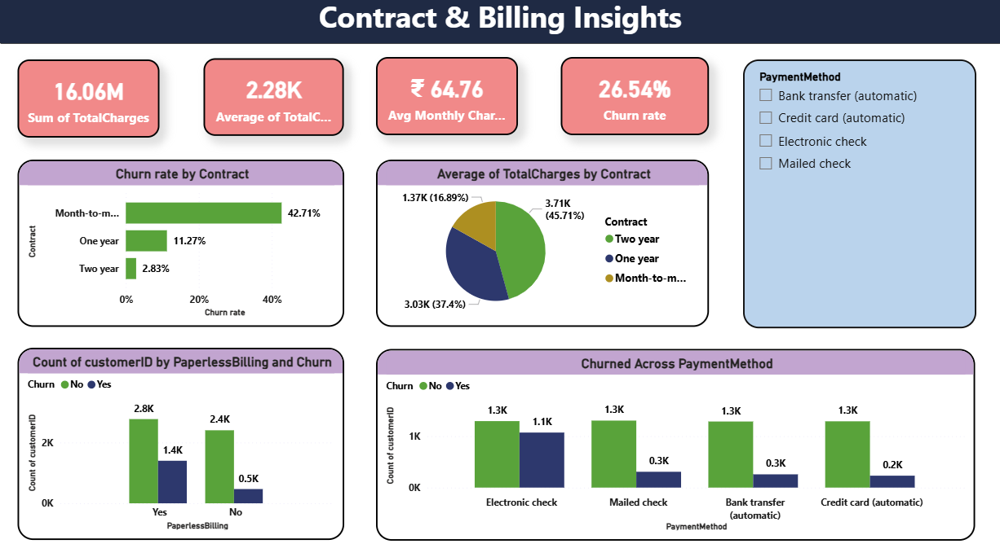 Contract & Billing Insights
16.06M
Sum of TotalCharges
2.28K
Average of TotalC...
₹ 64.76
Avg Monthly Char...
26.54%
Churn rate
PaymentMethod
Bank transfer (automatic)
Credit card (automatic)
Electronic check
Mailed check
Churn rate by Contract
Contract
Month-to-m...
42.71%
One year
11.27%
Two year
2.83%
0%
20%
40%
Churn rate
Average of TotalCharges by Contract
1.37K (16.89%)
3.71K
(45.71%)
3.03K (37.4%)
Contract
Two year
One year
Month-to-m...
Count of customerID by PaperlessBilling and Churn
Churn
No
Yes
Count of customerID
2K
0K
2.8K
1.4K
2.4K
0.5K
Yes
No
PaperlessBilling
Churned Across PaymentMethod
Churn
No
Yes
Count of customerID
1K
0K
1.3K
1.1K
1.3K
0.3K
1.3K
0.3K
1.3K
0.2K
Electronic check
Mailed check
Bank transfer
(automatic)
Credit card (automatic)
PaymentMethod